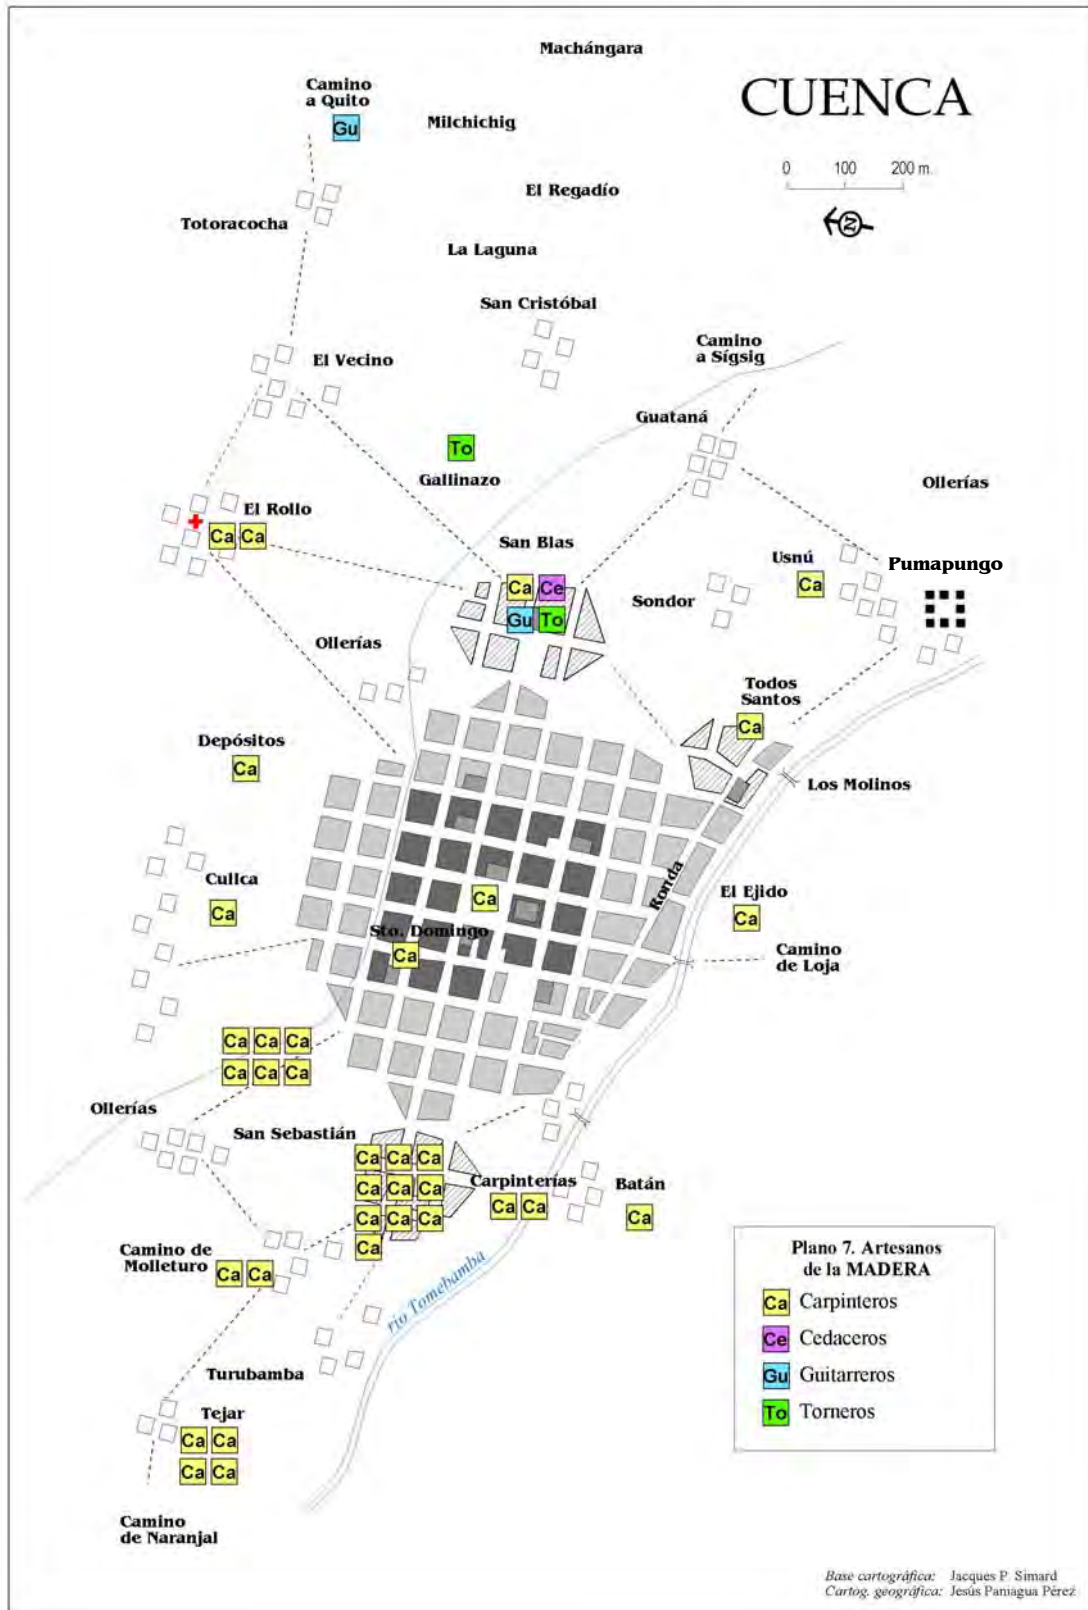 Machángara
CUENCA
Camino
a Quito
Gu
Milchichig
0 100 200 m.
El Regadío
N
Totoracocha
La Laguna
San Cristóbal
Camino
a Sígsig
El Vecino
Guataná
To
Gallinazo
Ollerías
El Rollo
Ca Ca
San Blas
Usnú
Ca
Pumapungo
Ca Ce
Gu To
Sondor
Ollerías
Todos
Santos
Ca
Depósitos
Ca
Los Molinos
Cullca
Ca
Ca
Ronda
El Ejido
Ca
Sto. Domingo
Ca
Camino
de Loja
Ca Ca Ca
Ca Ca Ca
Ollerías
San Sebastián
Ca Ca Ca
Ca Ca Ca
Ca Ca Ca
Ca
Carpinterías
Ca Ca
Batán
Ca
Camino de
Molleturo
Ca Ca
río Tomebamba
Turubamba
Tejar
Ca Ca
Ca Ca
Camino
de Naranjal
Plano 7. Artesanos
de la MADERA
Ca Carpinteros
Ce Cedaceros
Gu Guitarreros
To Torneros
Base cartográfica: Jacques P. Simard
Cartog. geográfica: Jesús Paniagua Pérez